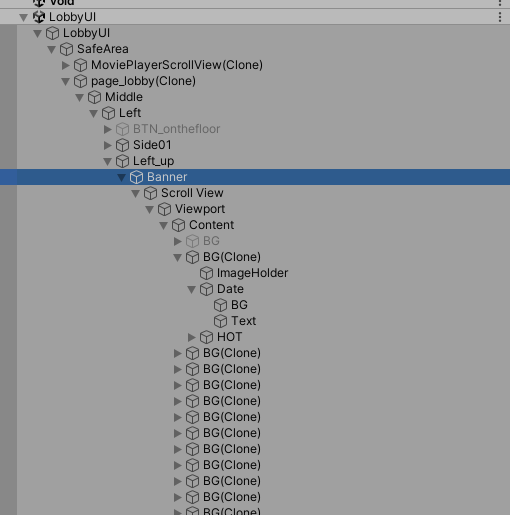 Void
LobbyUI
LobbyUI
SafeArea
MoviePlayerScrollView(Clone)
page_lobby(Clone)
Middle
Left
BTN_onthefloor
Side01
Left_up
Banner
Scroll View
Viewport
Content
BG
BG(Clone)
ImageHolder
Date
BG
Text
HOT
BG(Clone)
BG(Clone)
BG(Clone)
BG(Clone)
BG(Clone)
BG(Clone)
BG(Clone)
BG(Clone)
BG(Clone)
BG(Clone)
BG(Clone)